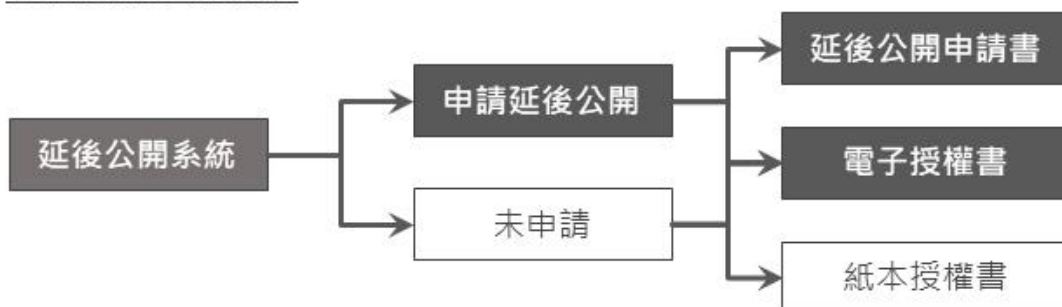 延後公開系統
申請延後公開
未申請
延後公開申請書
電子授權書
紙本授權書